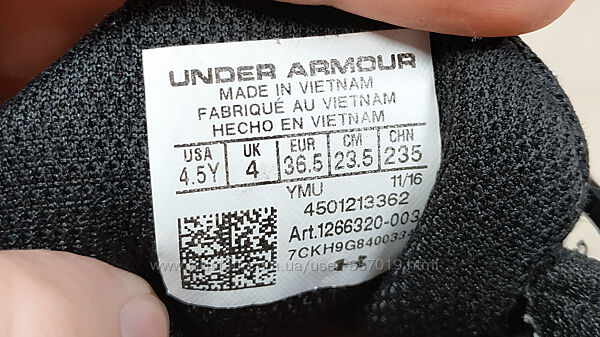 UNDER ARMOUR
MADE IN VIETNAM
FABRIQUÉ AU VIETNAM
HECHO EN VIETNAM
USA UK EUR CM CHN
4.5Y 4 36.5 23.5 235
YMU 11/16
4501213362
Art.1266320-003